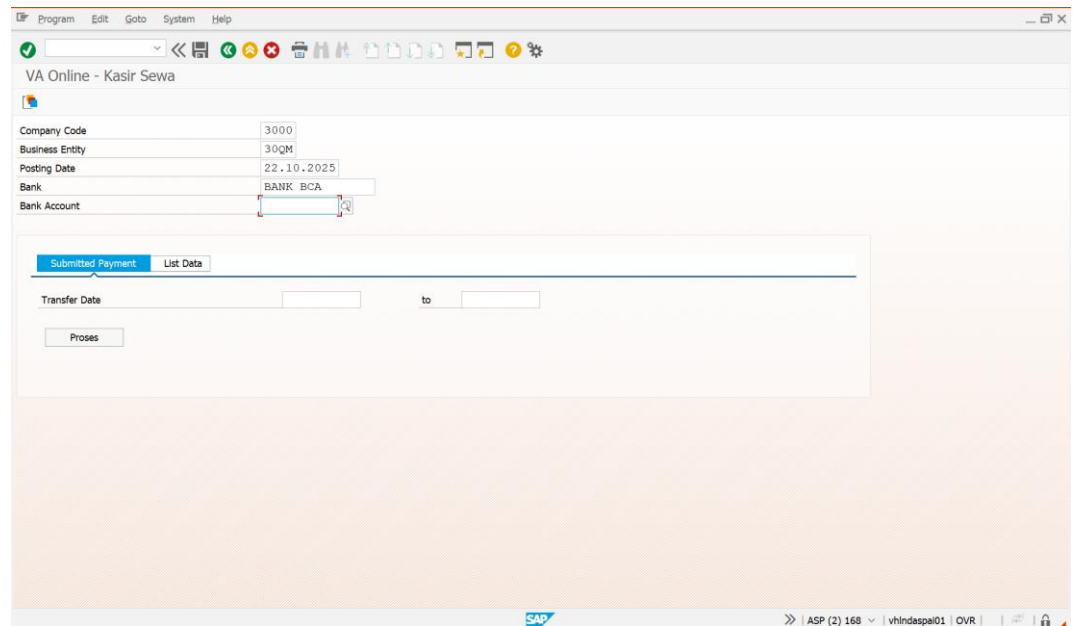 Program Edit Goto System Help
VA Online - Kasir Sewa
Company Code 3000
Business Entity 30QM
Posting Date 22.10.2025
Bank BANK BCA
Bank Account
Submitted Payment List Data
Transfer Date to
Proses
SAP ASP (2) 168 vhlndaspal01 OVR